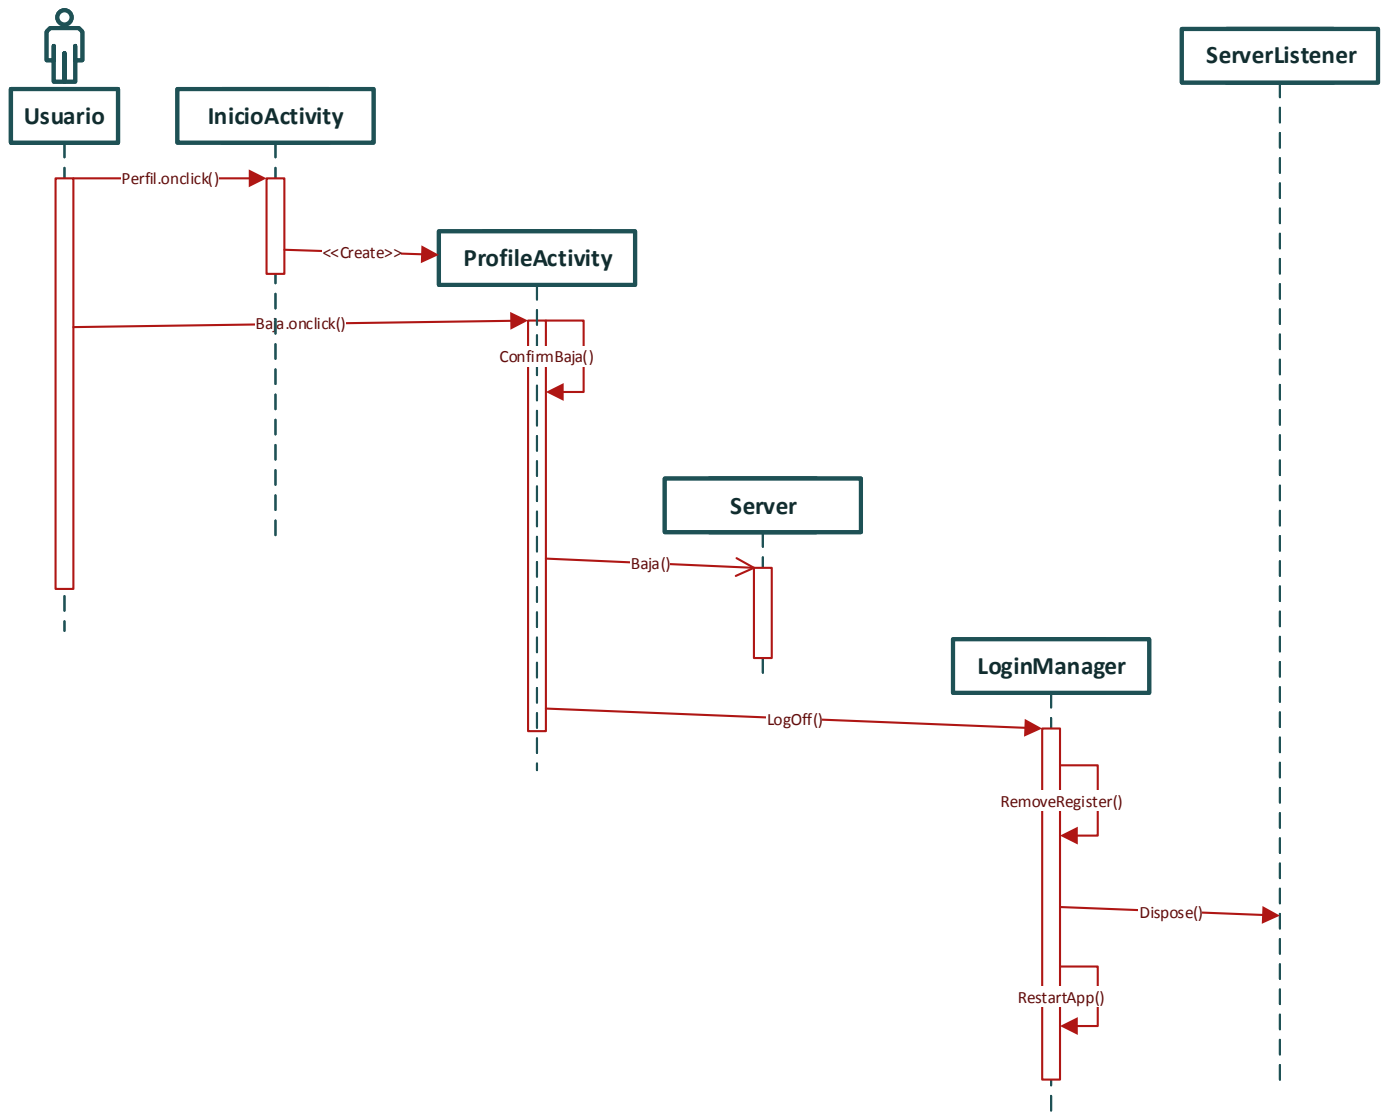 ServerListener
Usuario
InicioActivity
Perfil.onclick()
<<Create>>
ProfileActivity
Baja.onclick()
ConfirmBaja()
Server
Baja()
LoginManager
LogOff()
RemoveRegister()
Dispose()
RestartApp()